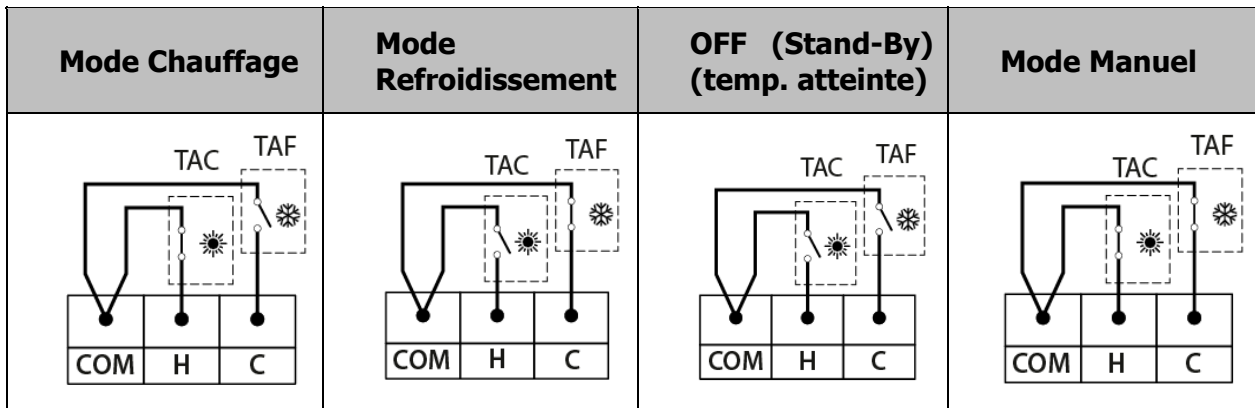 Mode Chauffage
Mode
Refroidissement
OFF (Stand-By)
(temp. atteinte)
Mode Manuel
TAC TAF
COM H C
TAC TAF
COM H C
TAC TAF
COM H C
TAC TAF
COM H C